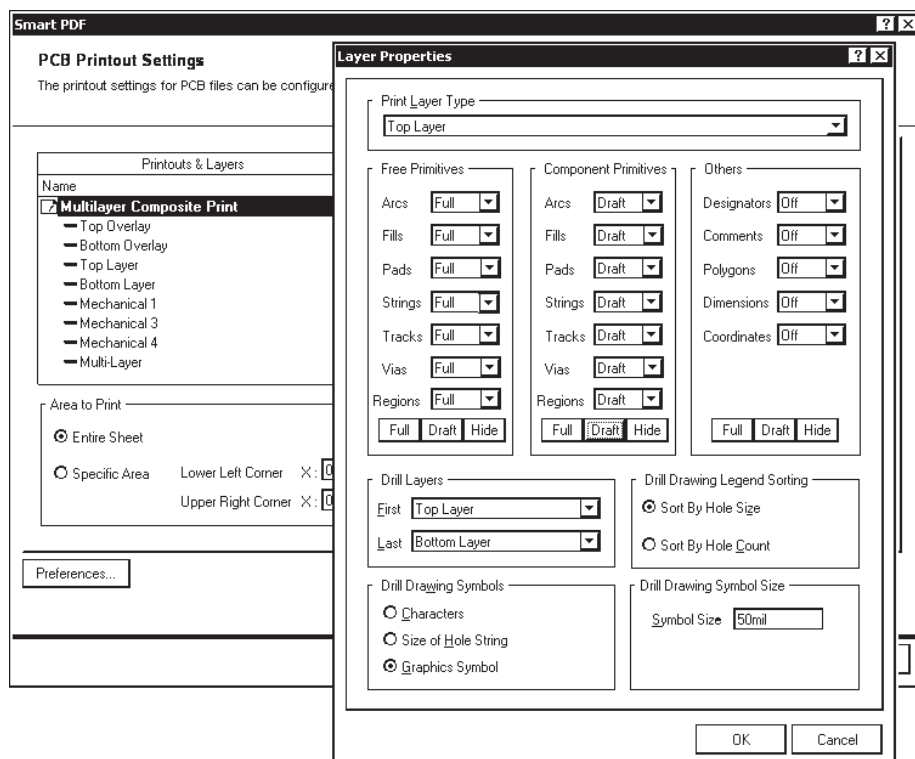 Smart PDF
PCB Printout Settings
The printout settings for PCB files can be configure
Printouts & Layers
Name
Multilayer Composite Print
Top Overlay
Bottom Overlay
Top Layer
Bottom Layer
Mechanical 1
Mechanical 3
Mechanical 4
Multi-Layer
Area to Print
Entire Sheet
Specific Area Lower Left Corner X: 0
Upper Right Corner X: 0
Preferences...
Layer Properties
Print Layer Type
Top Layer
Free Primitives
Arcs Full
Fills Full
Pads Full
Strings Full
Tracks Full
Vias Full
Regions Full
Full Draft Hide
Component Primitives
Arcs Draft
Fills Draft
Pads Draft
Strings Draft
Tracks Draft
Vias Draft
Regions Draft
Full Draft Hide
Others
Designators Off
Comments Off
Polygons Off
Dimensions Off
Coordinates Off
Full Draft Hide
Drill Layers
First Top Layer
Last Bottom Layer
Drill Drawing Legend Sorting
Sort By Hole Size
Sort By Hole Count
Drill Drawing Symbols
Characters
Size of Hole String
Graphics Symbol
Drill Drawing Symbol Size
Symbol Size 50mil
OK Cancel